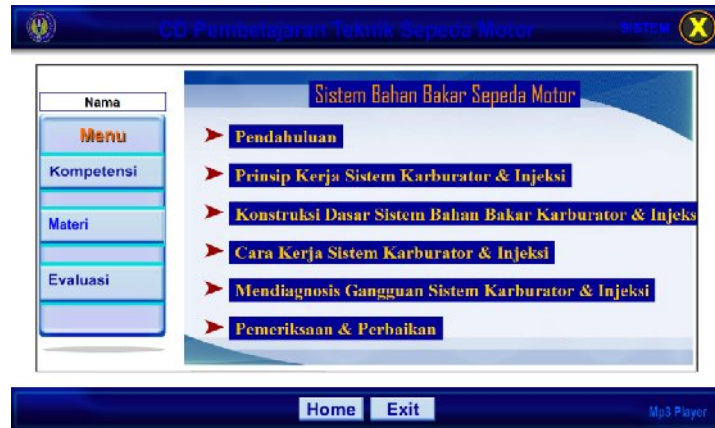 CD Pembelajaran Teknik Sepeda Motor
SISTEM
X
Nama
Menu
Kompetensi
Materi
Evaluasi
Sistem Bahan Bakar Sepeda Motor
Pendahuluan
Prinsip Kerja Sistem Karburator & Injeksi
Konstruksi Dasar Sistem Bahan Bakar Karburator & Injeks
Cara Kerja Sistem Karburator & Injeksi
Mendiagnosis Gangguan Sistem Karburator & Injeksi
Pemeriksaan & Perbaikan
Home Exit
Mp3 Player